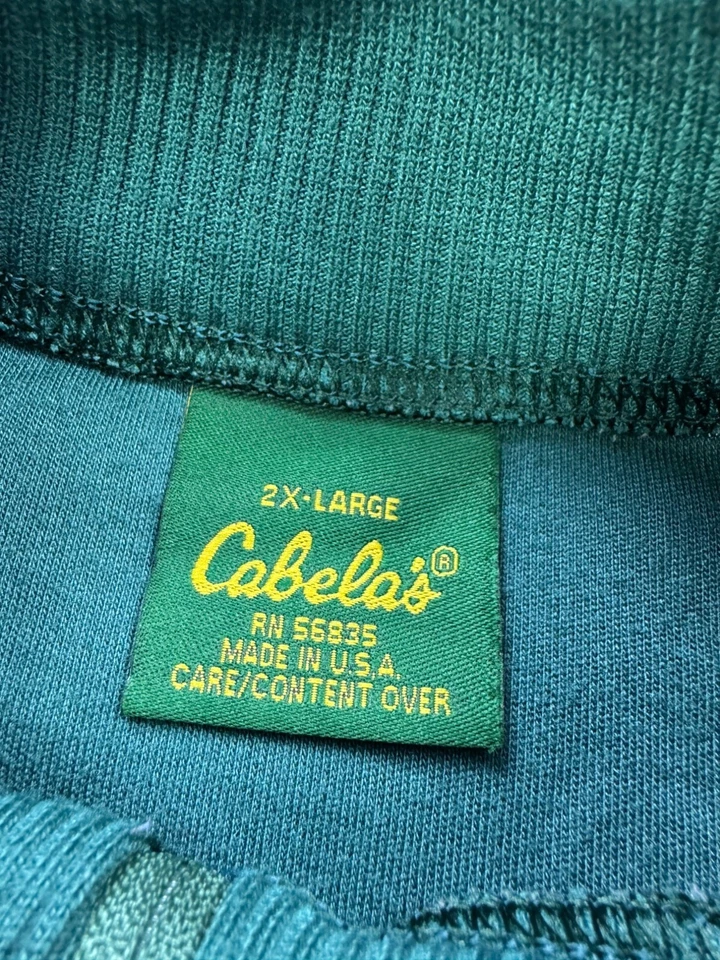 2X-LARGE
Cabela's®
RN 56835
MADE IN U.S.A.
CARE/CONTENT OVER